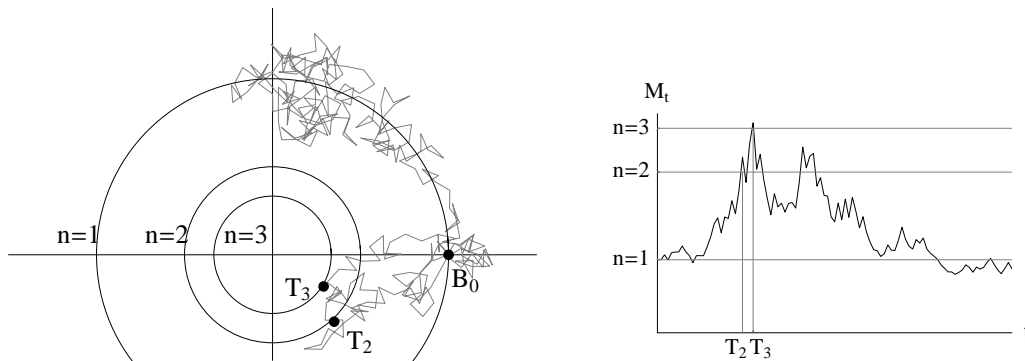 n=1 n=2 n=3
B₀
T₃
T₂
Mₜ
n=3
n=2
n=1
T₂ T₃